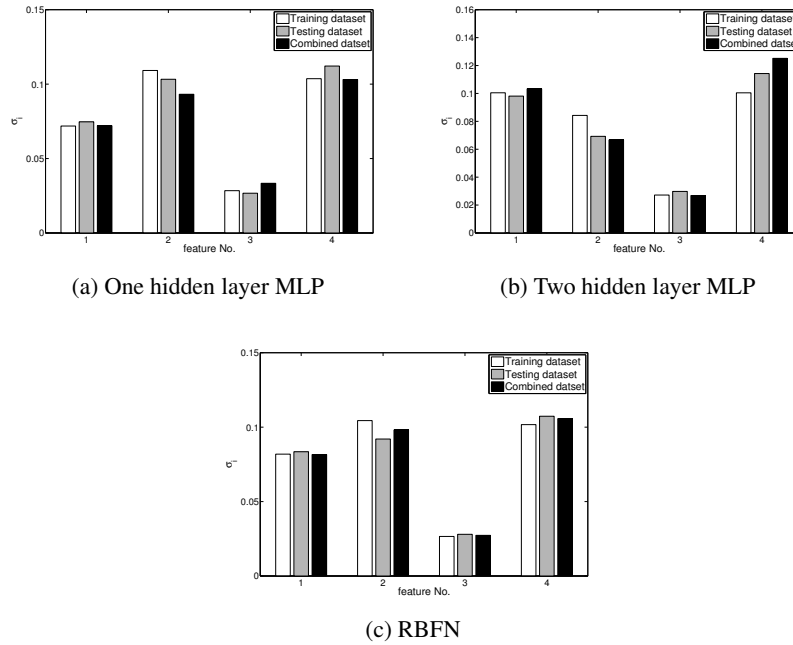 0.15
Training dataset
Testing dataset
Combined datset
0.1
σi
0.05
0
1 2 3 4
feature No.
(a) One hidden layer MLP
0.16
Training dataset
Testing dataset
Combined datset
0.14
0.12
0.1
0.08
σi
0.06
0.04
0.02
0
1 2 3 4
feature No.
(b) Two hidden layer MLP
0.15
Training dataset
Testing dataset
Combined datset
0.1
σi
0.05
0
1 2 3 4
feature No.
(c) RBFN